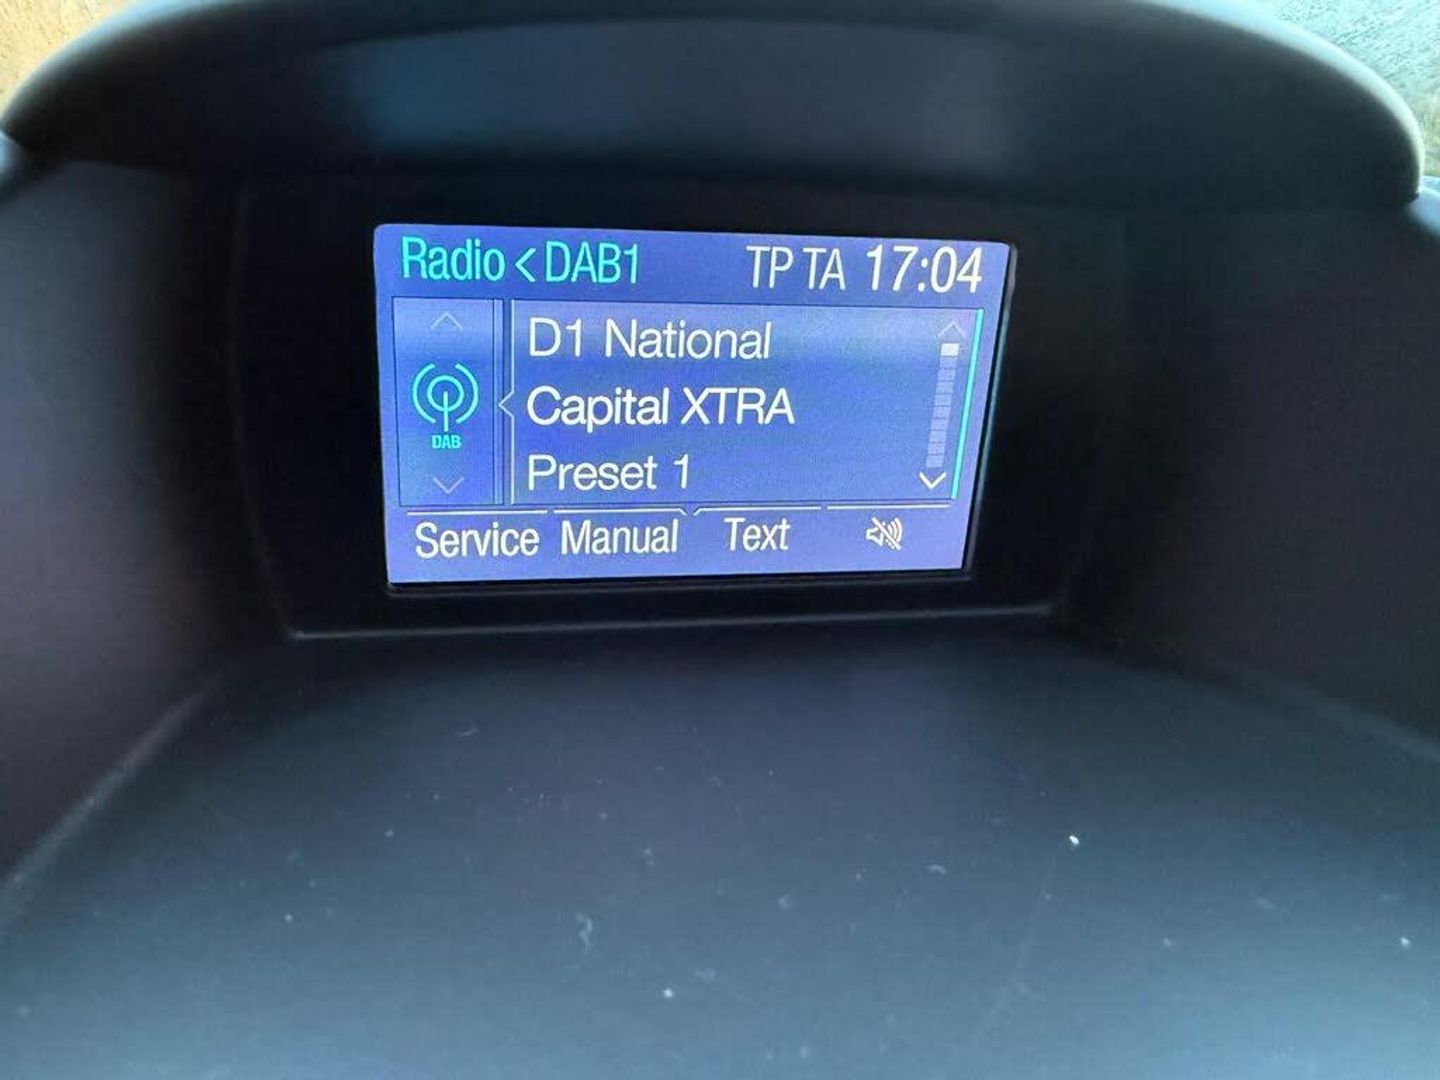 Radio < DAB1 TP TA 17:04
D1 National
Capital XTRA
DAB
Preset 1
Service Manual Text